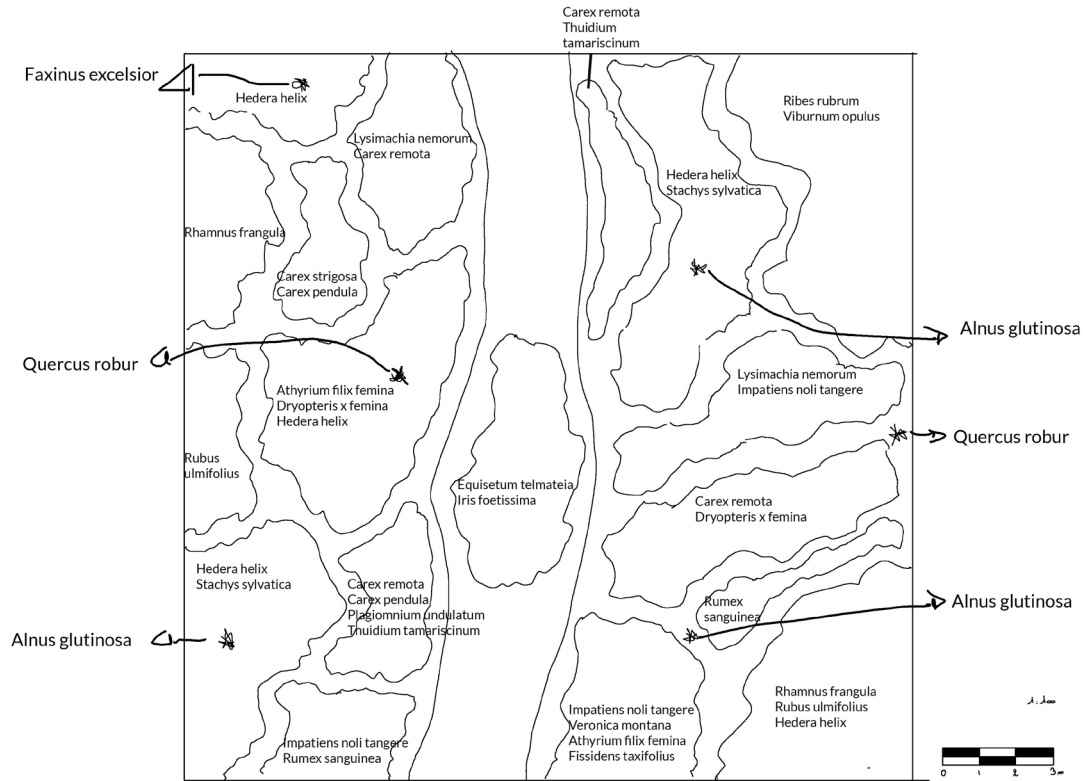 Carex remota
Thuidium
tamariscinum
Faxinus excelsior
Hedera helix
Ribes rubrum
Viburnum opulus
Lysimachia nemorum
Carex remota
Hedera helix
Stachys sylvatica
Rhamnus frangula
Carex strigosa
Carex pendula
Alnus glutinosa
Quercus robur
Lysimachia nemorum
Impatiens noli tangere
Athyrium filix femina
Dryopteris x femina
Hedera helix
Quercus robur
Rubus
ulmifolius
Equisetum telmateia
Iris foetissima
Carex remota
Dryopteris x femina
Hedera helix
Stachys sylvatica
Carex remota
Carex pendula
Plagiomnium undulatum
Thuidium tamariscinum
Rumex
sanguinea
Alnus glutinosa
Alnus glutinosa
Rhamnus frangula
Rubus ulmifolius
Hedera helix
Impatiens noli tangere
Veronica montana
Athyrium filix femina
Fissidens taxifolius
Impatiens noli tangere
Rumex sanguinea
1:100
0 1 2 3m